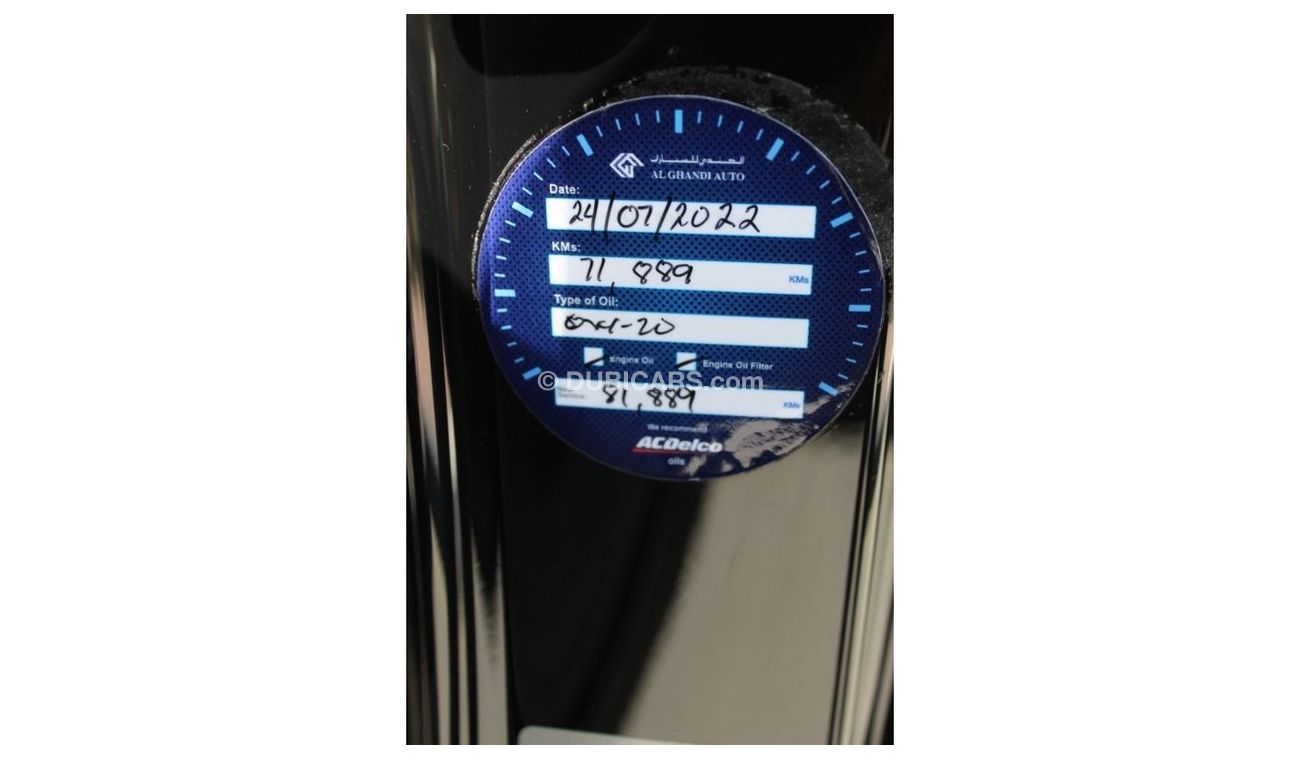 الغندي للسيارات
AL GHANDI AUTO
Date:
24/07/2022
KMs:
71,889 KMs
Type of Oil:
0W-20
Engine Oil Engine Oil Filter
© DUBICARS.com
Service: 81,889 KMs
We recommend
ACDelco
oils